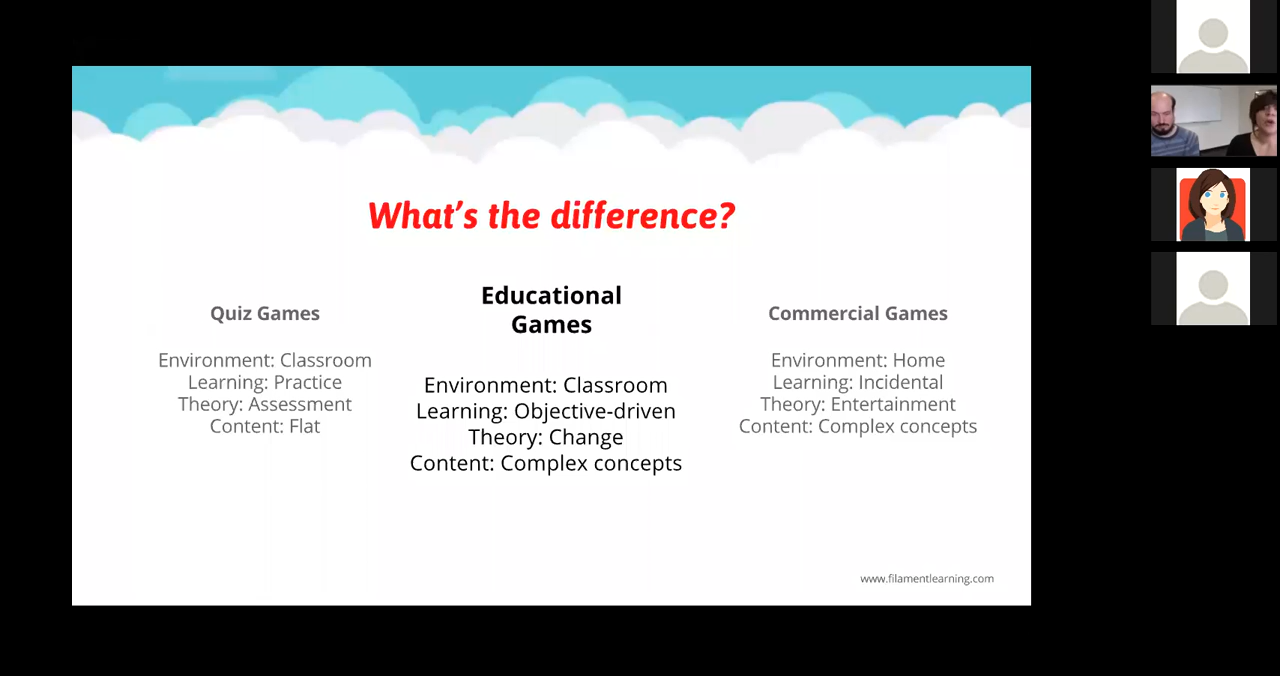 What's the difference?
Quiz Games
Environment: Classroom
Learning: Practice
Theory: Assessment
Content: Flat
Educational
Games
Environment: Classroom
Learning: Objective-driven
Theory: Change
Content: Complex concepts
Commercial Games
Environment: Home
Learning: Incidental
Theory: Entertainment
Content: Complex concepts
www.filamentlearning.com